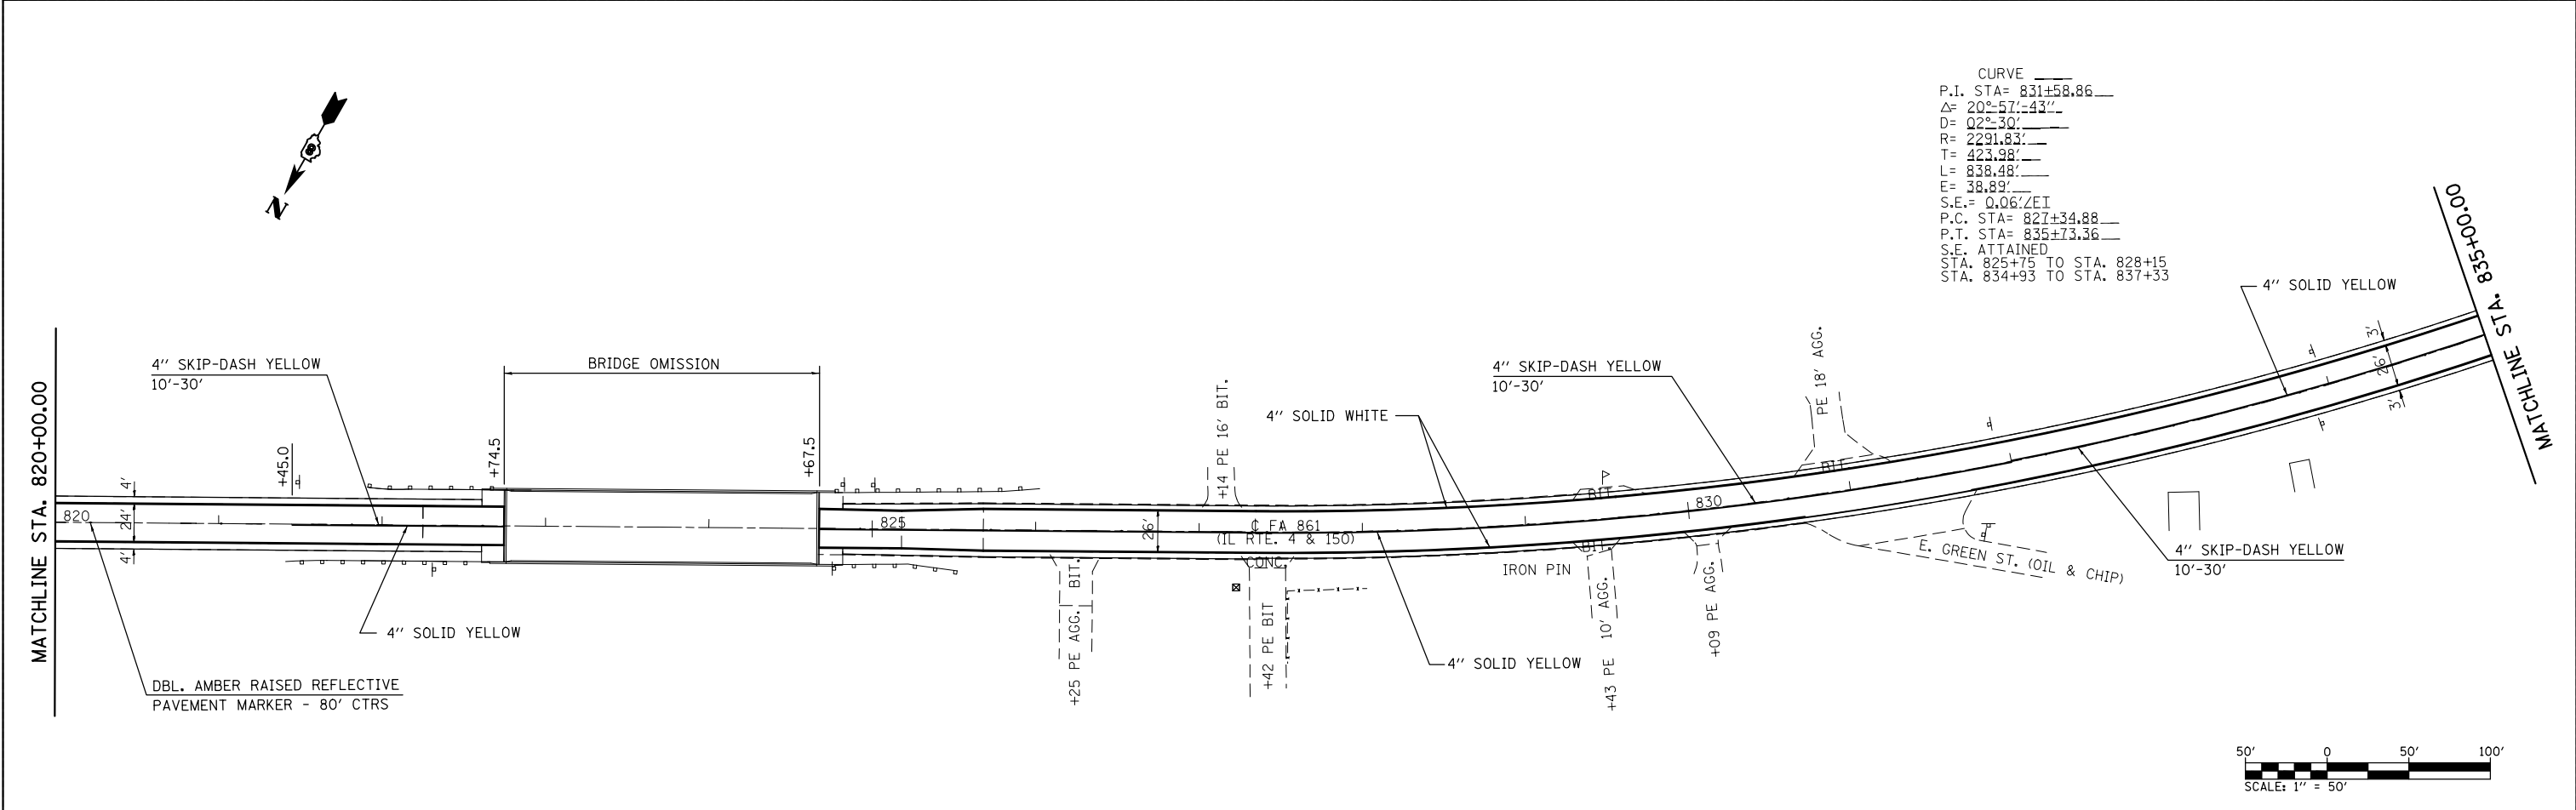 CURVE
P.I. STA= 831+58.86
Δ= 20°-57'-43''
D= 02°-30'
R= 2291.83'
T= 423.98'
L= 838.48'
E= 38.89'
S.E.= 0.06'/FT
P.C. STA= 827+34.88
P.T. STA= 835+73.36
S.E. ATTAINED
STA. 825+75 TO STA. 828+15
STA. 834+93 TO STA. 837+33
N
MATCHLINE STA. 820+00.00
4'' SKIP-DASH YELLOW
10'-30'
BRIDGE OMISSION
+45.0
+74.5
+67.5
4'
24'
4'
820
4'' SOLID YELLOW
DBL. AMBER RAISED REFLECTIVE
PAVEMENT MARKER - 80' CTRS
825
26'
+14 PE 16' BIT.
℄ FA 861
(IL RTE. 4 & 150)
CONC.
+25 PE AGG. BIT.
+42 PE BIT
4'' SOLID WHITE
4'' SKIP-DASH YELLOW
10'-30'
4'' SOLID YELLOW
IRON PIN
BIT.
BIT.
+43 PE 10' AGG.
+09 PE AGG.
830
PE 18' AGG.
BIT.
E. GREEN ST. (OIL & CHIP)
4'' SKIP-DASH YELLOW
10'-30'
4'' SOLID YELLOW
3'
26'
3'
MATCHLINE STA. 835+00.00
50' 0 50' 100'
SCALE: 1'' = 50'